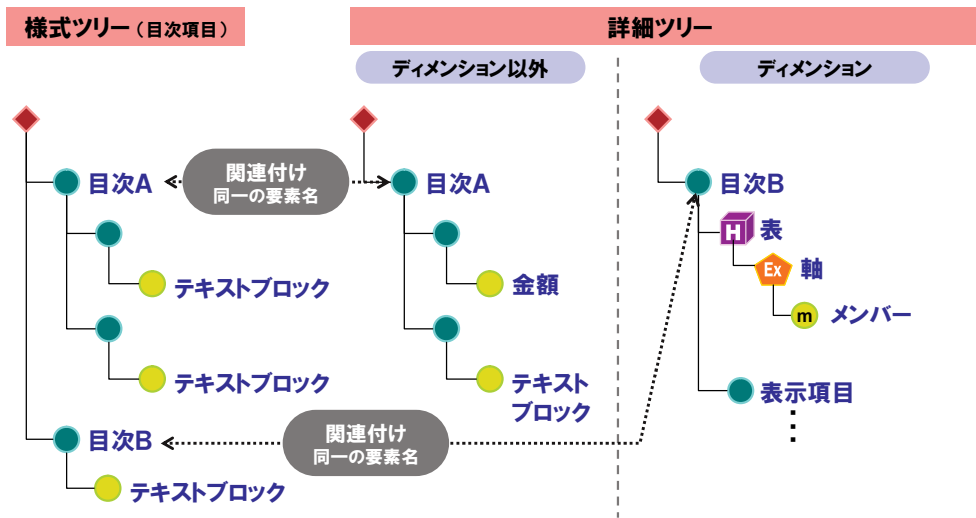 様式ツリー（目次項目）
詳細ツリー
ディメンション以外
ディメンション
目次A
関連付け
同一の要素名
目次A
目次B
H
表
Ex
軸
m
メンバー
テキストブロック
金額
テキストブロック
テキスト
ブロック
表示項目
目次B
関連付け
同一の要素名
テキストブロック